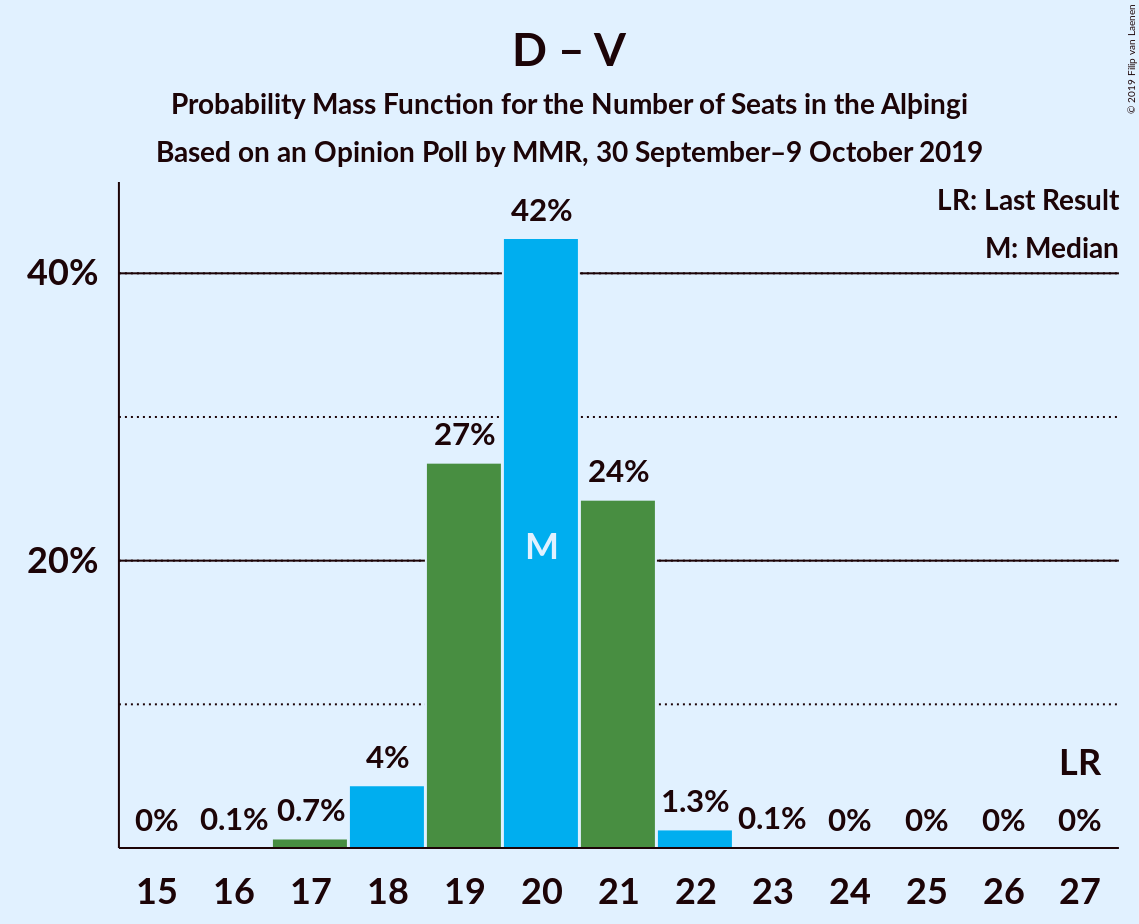 D – V
Probability Mass Function for the Number of Seats in the Alþingi
Based on an Opinion Poll by MMR, 30 September–9 October 2019
© 2019 Filip van Laenen
LR: Last Result
M: Median
40%
20%
0%
0.1%
0.7%
4%
27%
42%
24%
1.3%
0.1%
0%
0%
0%
0%
M
LR
15 16 17 18 19 20 21 22 23 24 25 26 27